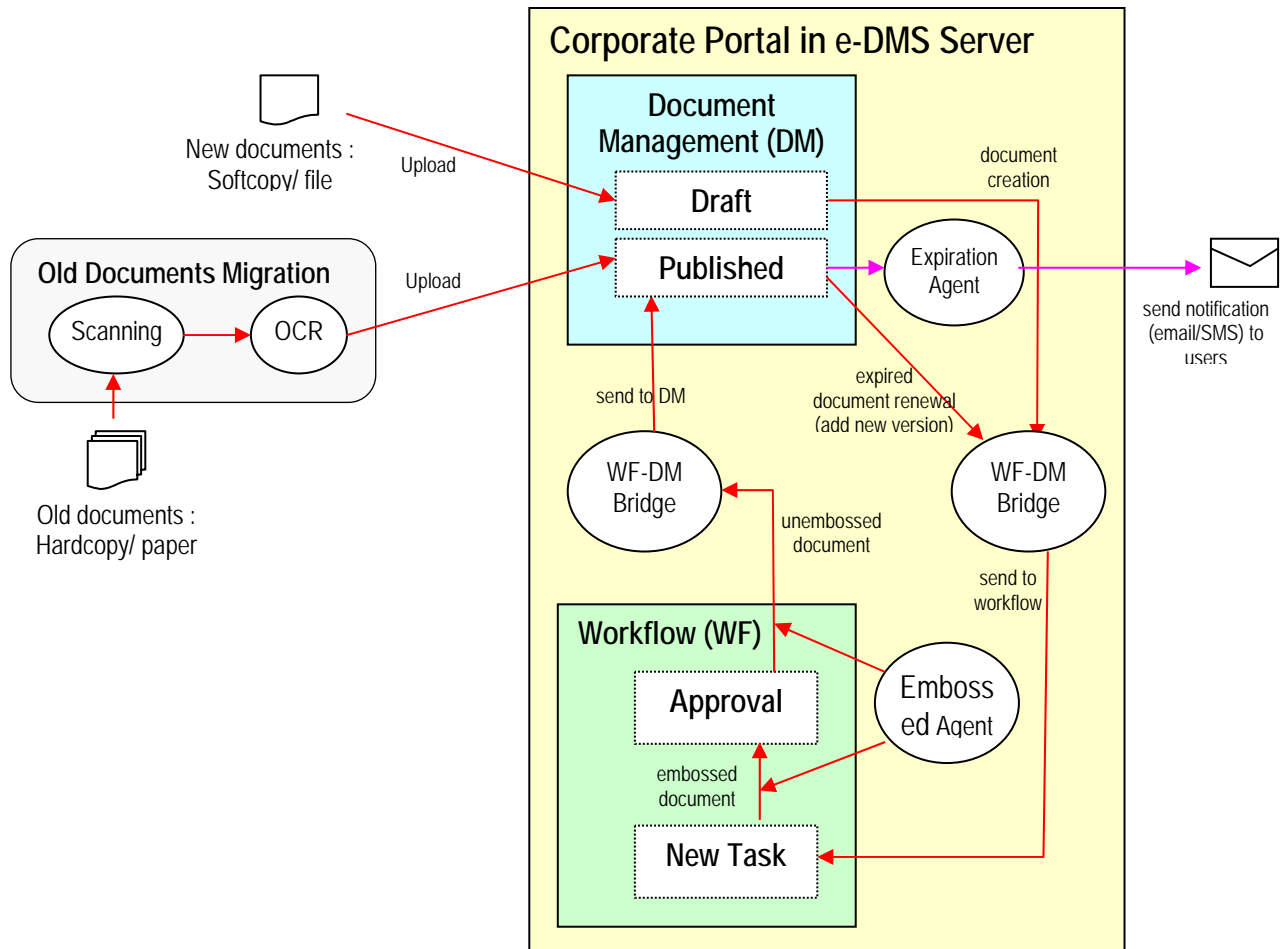 Corporate Portal in e-DMS Server
Document
Management (DM)
New documents :
Softcopy/ file
Upload
document
creation
Draft
Published
Expiration
Agent
Old Documents Migration
Scanning
OCR
Upload
send notification
(email/SMS) to
users
send to DM
expired
document renewal
(add new version)
WF-DM
Bridge
WF-DM
Bridge
Old documents :
Hardcopy/ paper
unembossed
document
send to
workflow
Workflow (WF)
Approval
Emboss
ed Agent
embossed
document
New Task